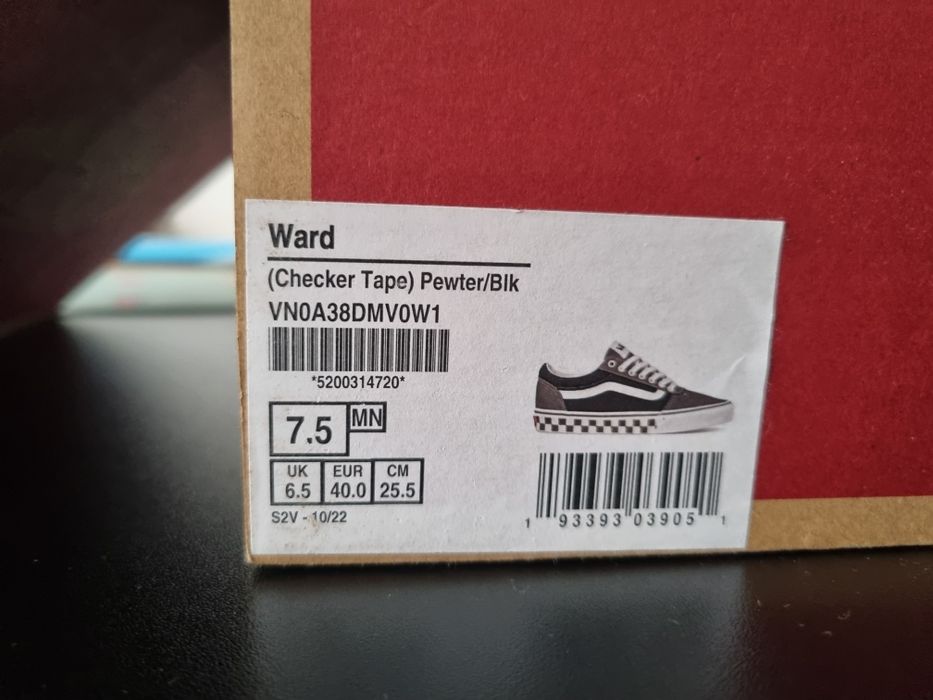 Ward
(Checker Tape) Pewter/Blk
VN0A38DMV0W1
*5200314720*
7.5 MN
UK EUR CM
6.5 40.0 25.5
S2V - 10/22
1 93393 03905 1